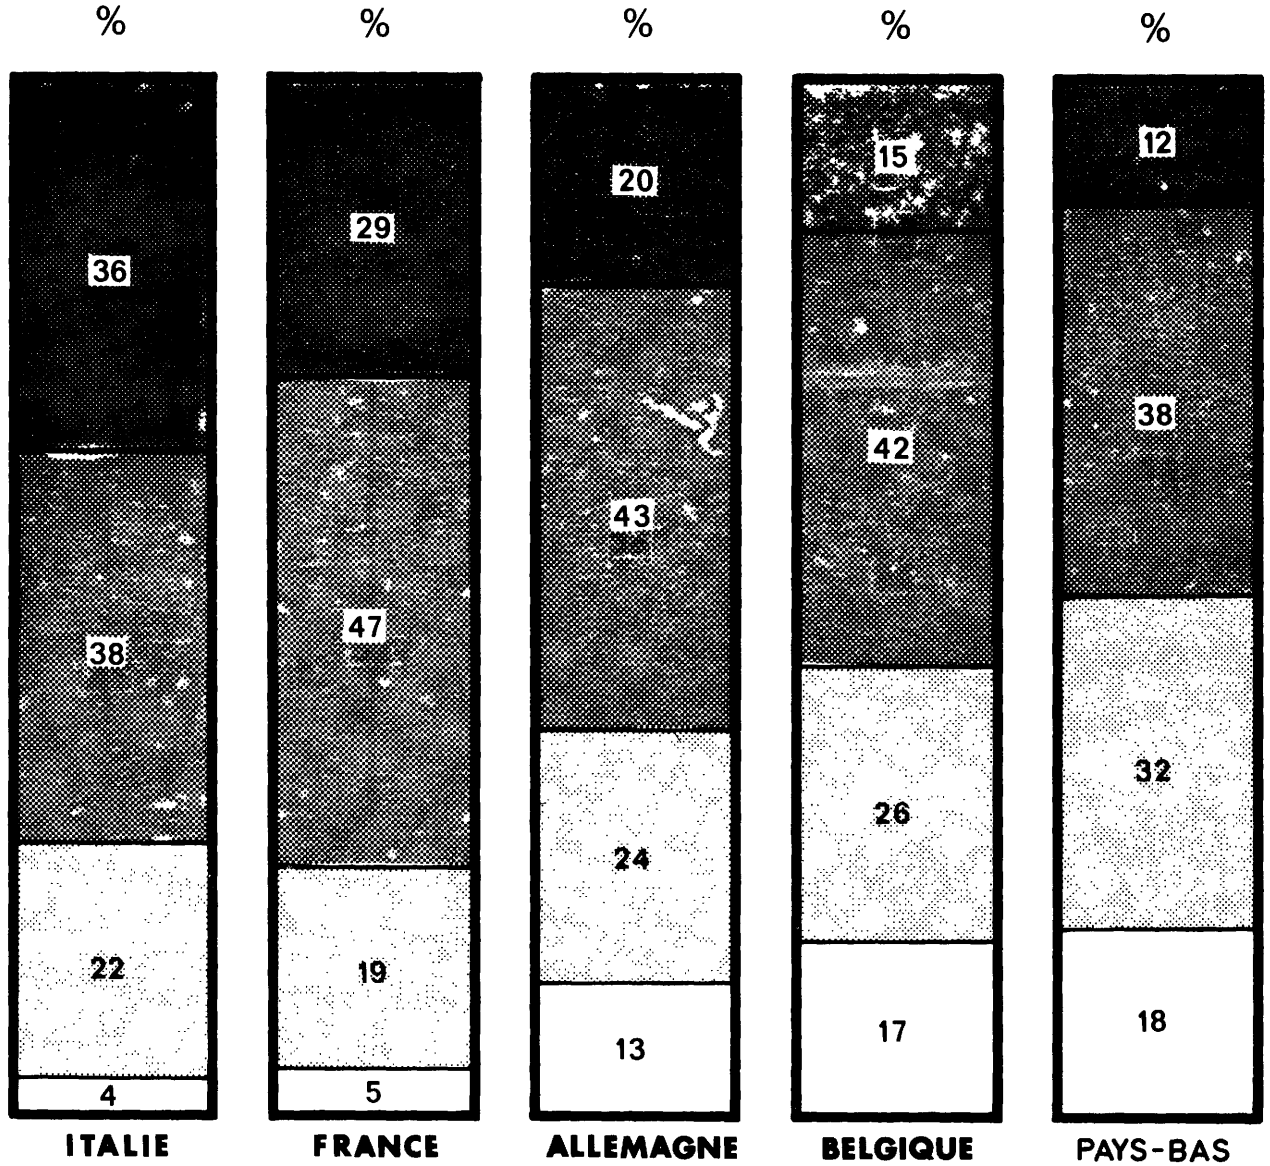 % % % % %
36 29 20 15 12
38 47 43 42 38
22 19 24 26 32
4 5 13 17 18
ITALIE FRANCE ALLEMAGNE BELGIQUE PAYS-BAS